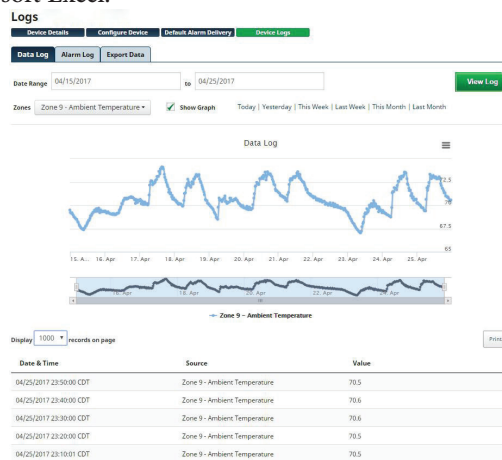 soft Excel.
Logs
Device Details Configure Device Default Alarm Delivery Device Logs
Data Log Alarm Log Export Data
Date Range 04/15/2017 to 04/25/2017 View Log
Zones Zone 9 - Ambient Temperature Show Graph Today | Yesterday | This Week | Last Week | This Month | Last Month
Data Log
72.5
70
67.5
65
15. A... 16. Apr 17. Apr 18. Apr 19. Apr 20. Apr 21. Apr 22. Apr 23. Apr 24. Apr 25. Apr
16. Apr 18. Apr 20. Apr 22. Apr 24. Apr
Zone 9 – Ambient Temperature
Display 1000 records on page Print
Date & Time Source Value
04/25/2017 23:50:00 CDT Zone 9 - Ambient Temperature 70.5
04/25/2017 23:40:00 CDT Zone 9 - Ambient Temperature 70.6
04/25/2017 23:30:00 CDT Zone 9 - Ambient Temperature 70.6
04/25/2017 23:20:00 CDT Zone 9 - Ambient Temperature 70.5
04/25/2017 23:10:01 CDT Zone 9 - Ambient Temperature 70.5